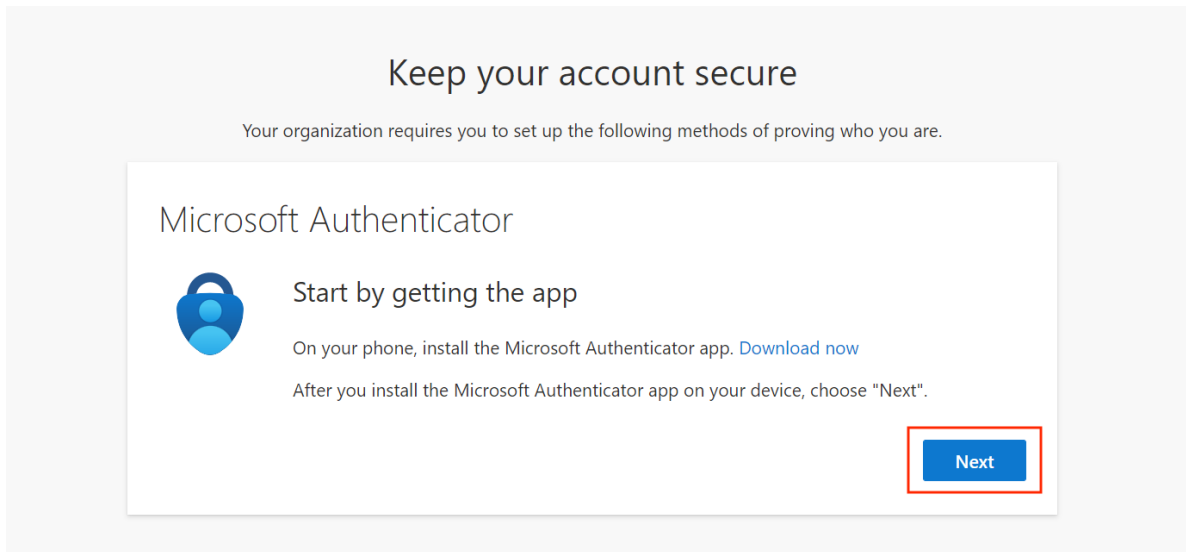 Keep your account secure
Your organization requires you to set up the following methods of proving who you are.
Microsoft Authenticator
Start by getting the app
On your phone, install the Microsoft Authenticator app. Download now
After you install the Microsoft Authenticator app on your device, choose "Next".
Next